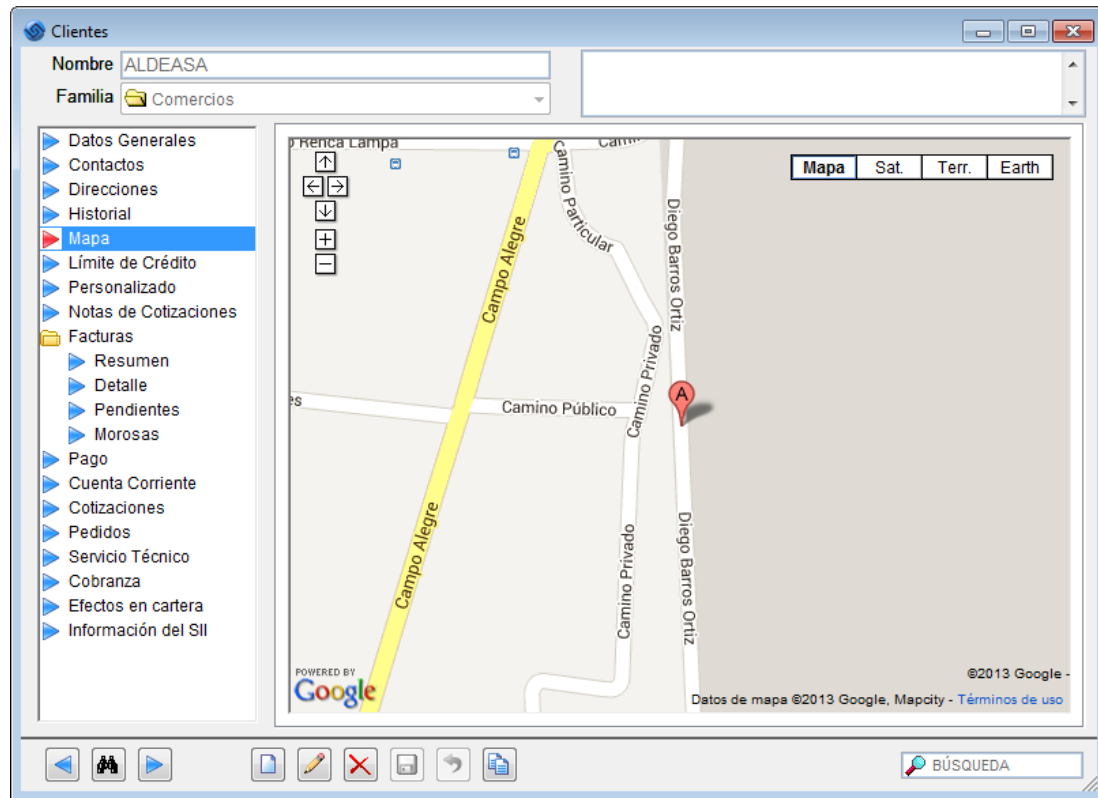 Clientes
Nombre ALDEASA
Familia Comercios
Datos Generales
Contactos
Direcciones
Historial
Mapa
Límite de Crédito
Personalizado
Notas de Cotizaciones
Facturas
Resumen
Detalle
Pendientes
Morosas
Pago
Cuenta Corriente
Cotizaciones
Pedidos
Servicio Técnico
Cobranza
Efectos en cartera
Información del SII
Renca Lampa
Mapa Sat. Terr. Earth
Camino Particular
Diego Barros Ortiz
Campo Alegre
Camino Privado
A
Camino Público
Campo Alegre
Camino Privado
Diego Barros Ortiz
POWERED BY
Google
©2013 Google -
Datos de mapa ©2013 Google, Mapcity - Términos de uso
BÚSQUEDA